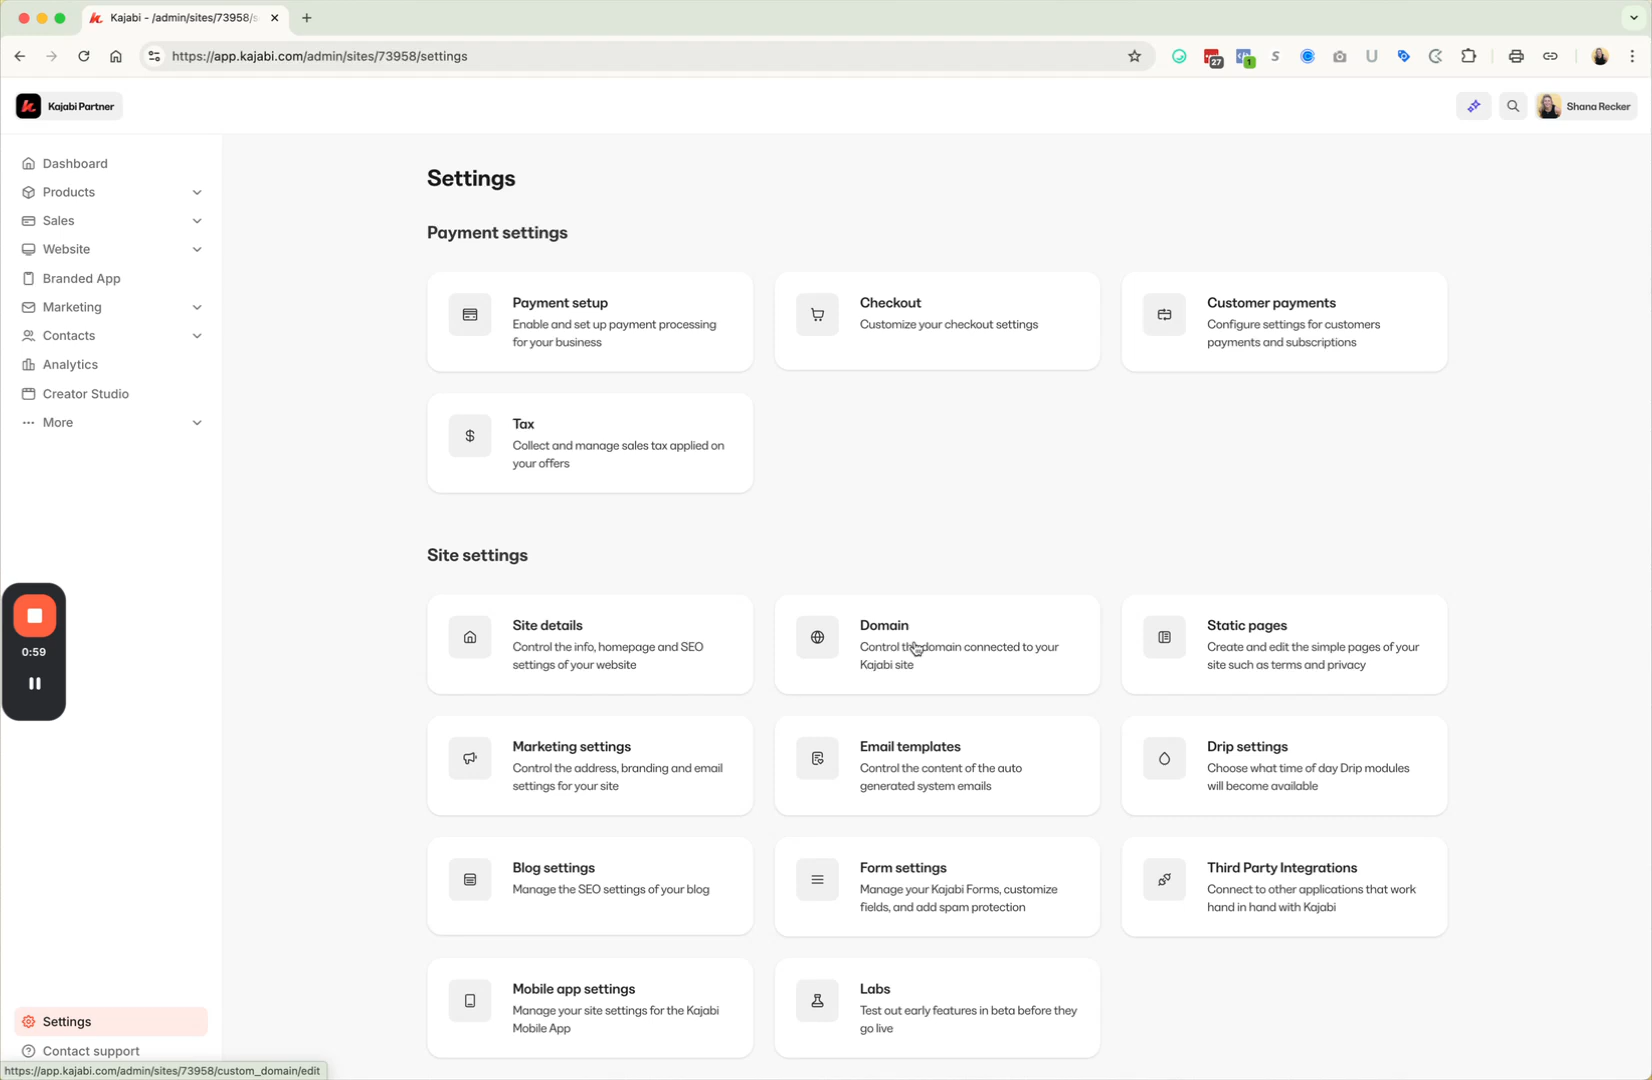 Kajabi - /admin/sites/73958/s
https://app.kajabi.com/admin/sites/73958/settings
27
1
Kajabi Partner
Shana Recker
Dashboard
Products
Sales
Website
Branded App
Marketing
Contacts
Analytics
Creator Studio
More
0:59
Settings
Contact support
https://app.kajabi.com/admin/sites/73958/custom_domain/edit
Settings
Payment settings
Payment setup
Enable and set up payment processing
for your business
Checkout
Customize your checkout settings
Customer payments
Configure settings for customers
payments and subscriptions
Tax
Collect and manage sales tax applied on
your offers
Site settings
Site details
Control the info, homepage and SEO
settings of your website
Domain
Control the domain connected to your
Kajabi site
Static pages
Create and edit the simple pages of your
site such as terms and privacy
Marketing settings
Control the address, branding and email
settings for your site
Email templates
Control the content of the auto
generated system emails
Drip settings
Choose what time of day Drip modules
will become available
Blog settings
Manage the SEO settings of your blog
Form settings
Manage your Kajabi Forms, customize
fields, and add spam protection
Third Party Integrations
Connect to other applications that work
hand in hand with Kajabi
Mobile app settings
Manage your site settings for the Kajabi
Mobile App
Labs
Test out early features in beta before they
go live